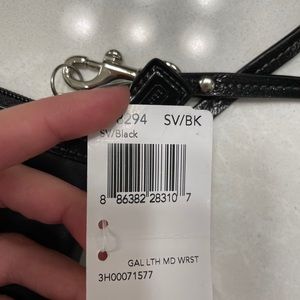 8294 SV/BK
SV/Black
8 86382 28310 7
GAL LTH MD WRST
3H00071577